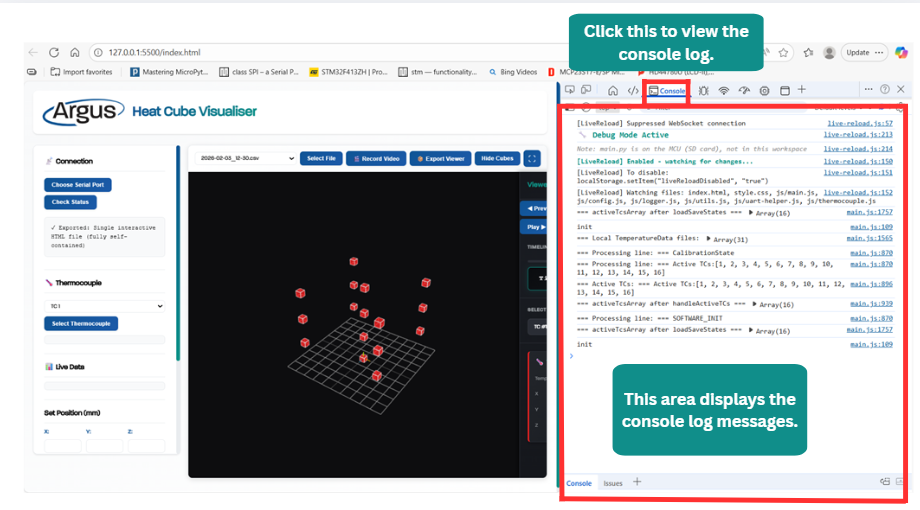 Click this to view the
console log.
127.0.0.1:5500/index.html
Update
Import favorites
Mastering MicroPyt...
class SPI – a Serial P...
STM32F413ZH | Pro...
stm — functionality...
Bing Videos
Console
Argus
Heat Cube Visualiser
Connection
Choose Serial Port
Check Status
✓ Exported: Single interactive
HTML file (fully self-
contained)
Thermocouple
TC:1
Select Thermocouple
Live Data
Set Position (mm)
X:
Y:
Z:
2026-02-03_12-30.csv
Select File
Record Video
Export Viewer
Hide Cubes
[LiveReload] Suppressed WebSocket connection live-reload.js:57
Debug Mode Active live-reload.js:213
Note: main.py is on the MCU (SD card), not in this workspace live-reload.js:214
[LiveReload] Enabled - watching for changes... live-reload.js:150
[LiveReload] To disable: live-reload.js:151
localStorage.setItem("liveReloadDisabled", "true")
[LiveReload] Watching files: index.html, style.css, js/main.js, live-reload.js:152
js/config.js, js/logger.js, js/utils.js, js/uart-helper.js, js/thermocouple.js
=== activeTcsArray after loadSaveStates === ▶ Array(16) main.js:1757
init main.js:109
=== Local TemperatureData files: ▶ Array(31) main.js:1565
=== Processing line: === CalibrationState main.js:870
=== Processing line: === Active TCs:[1, 2, 3, 4, 5, 6, 7, 8, 9, 10, main.js:870
11, 12, 13, 14, 15, 16]
=== Active TCs: === Active TCs:[1, 2, 3, 4, 5, 6, 7, 8, 9, 10, 11, 12, main.js:896
13, 14, 15, 16]
=== activeTcsArray after handleActiveTCs === ▶ Array(16) main.js:939
=== Processing line: === SOFTWARE_INIT main.js:870
=== activeTcsArray after loadSaveStates === ▶ Array(16) main.js:1757
init main.js:109
This area displays the
console log messages.
Console
Issues